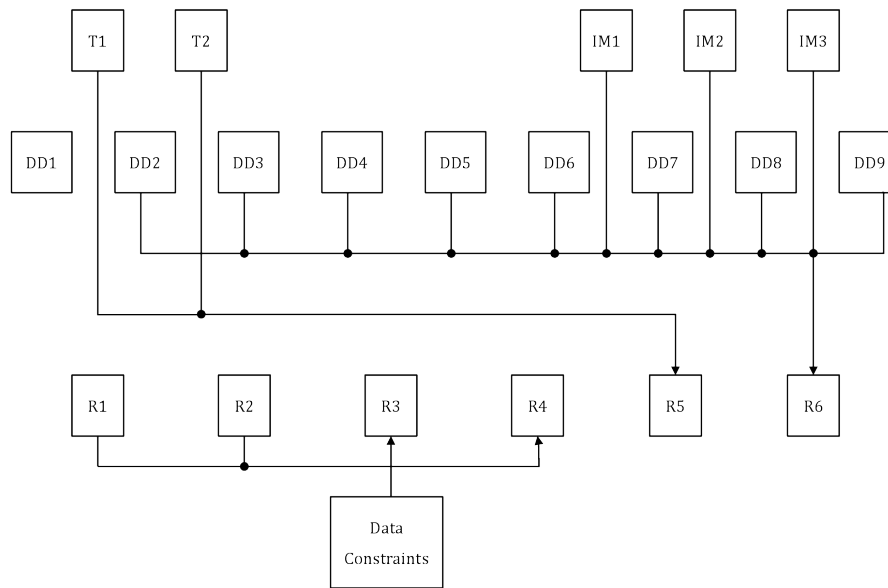 T1
T2
IM1
IM2
IM3
DD1
DD2
DD3
DD4
DD5
DD6
DD7
DD8
DD9
R1
R2
R3
R4
R5
R6
Data
Constraints